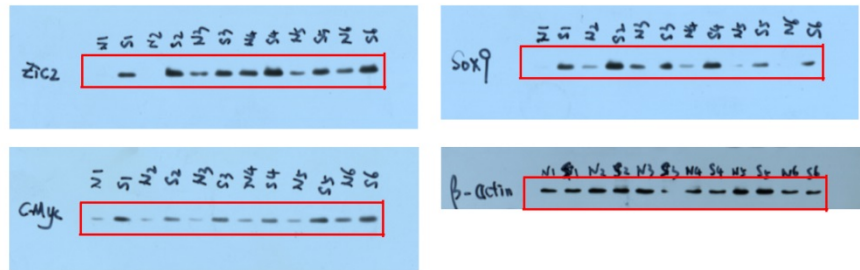 N1 S1 N2 S2 N3 S3 N4 S4 N5 S5 N6 S6
Zic2
N1 S1 N2 S2 N3 S3 N4 S4 N5 S5 N6 S6
Sox9
N1 S1 N2 S2 N3 S3 N4 S4 N5 S5 N6 S6
CMyc
N1 S1 N2 S2 N3 S3 N4 S4 N5 S5 N6 S6
β-actin